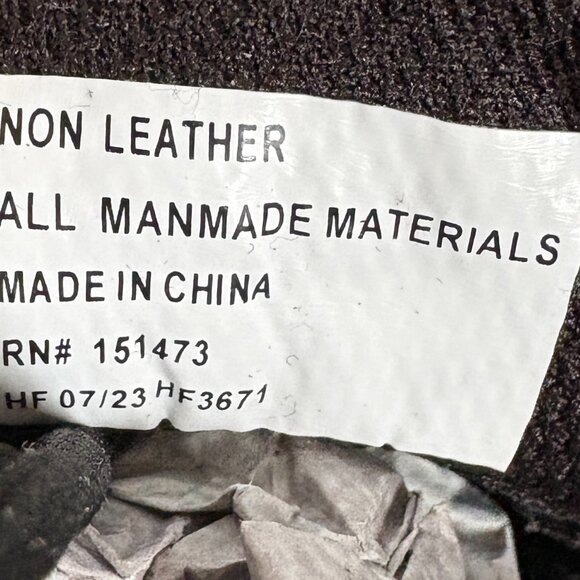 NON LEATHER
ALL MANMADE MATERIALS
MADE IN CHINA
RN# 151473
HF 07/23 HF3671